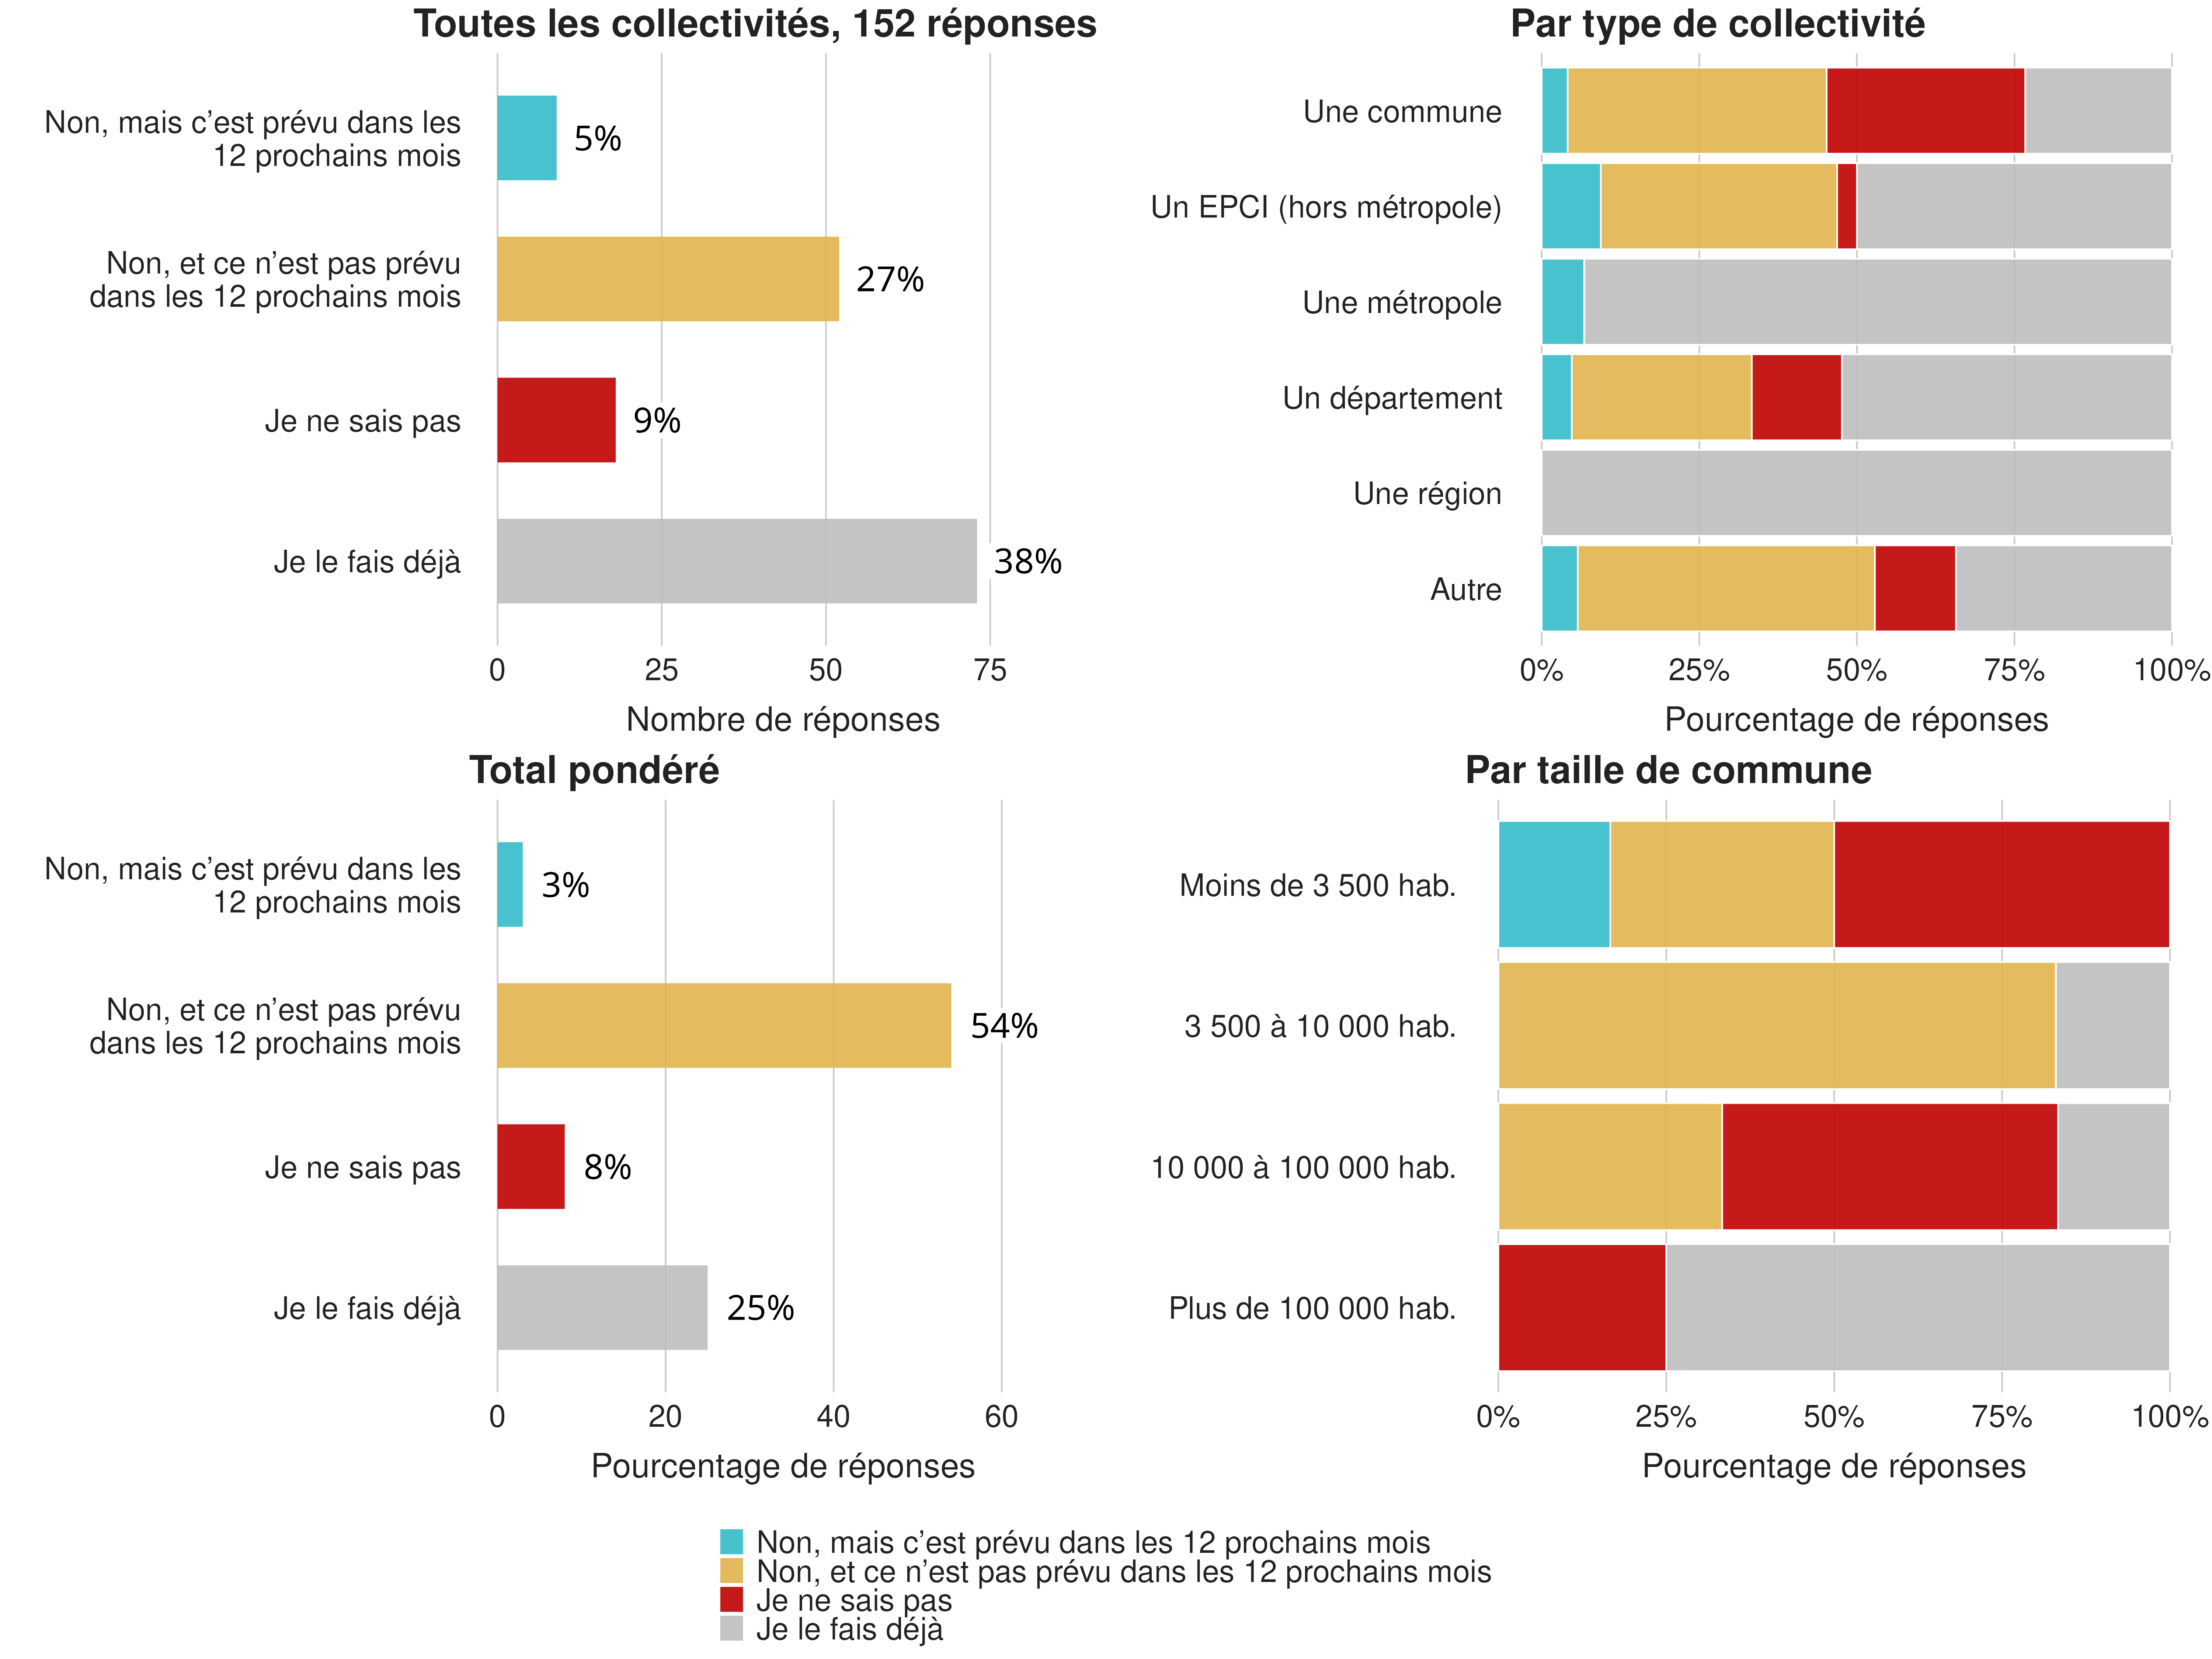 Toutes les collectivités, 152 réponses
Non, mais c’est prévu dans les
12 prochains mois
5%
Non, et ce n’est pas prévu
dans les 12 prochains mois
27%
Je ne sais pas
9%
Je le fais déjà
38%
0 25 50 75
Nombre de réponses
Par type de collectivité
Une commune
Un EPCI (hors métropole)
Une métropole
Un département
Une région
Autre
0% 25% 50% 75% 100%
Pourcentage de réponses
Total pondéré
Non, mais c’est prévu dans les
12 prochains mois
3%
Non, et ce n’est pas prévu
dans les 12 prochains mois
54%
Je ne sais pas
8%
Je le fais déjà
25%
0 20 40 60
Pourcentage de réponses
Par taille de commune
Moins de 3 500 hab.
3 500 à 10 000 hab.
10 000 à 100 000 hab.
Plus de 100 000 hab.
0% 25% 50% 75% 100%
Pourcentage de réponses
Non, mais c’est prévu dans les 12 prochains mois
Non, et ce n’est pas prévu dans les 12 prochains mois
Je ne sais pas
Je le fais déjà